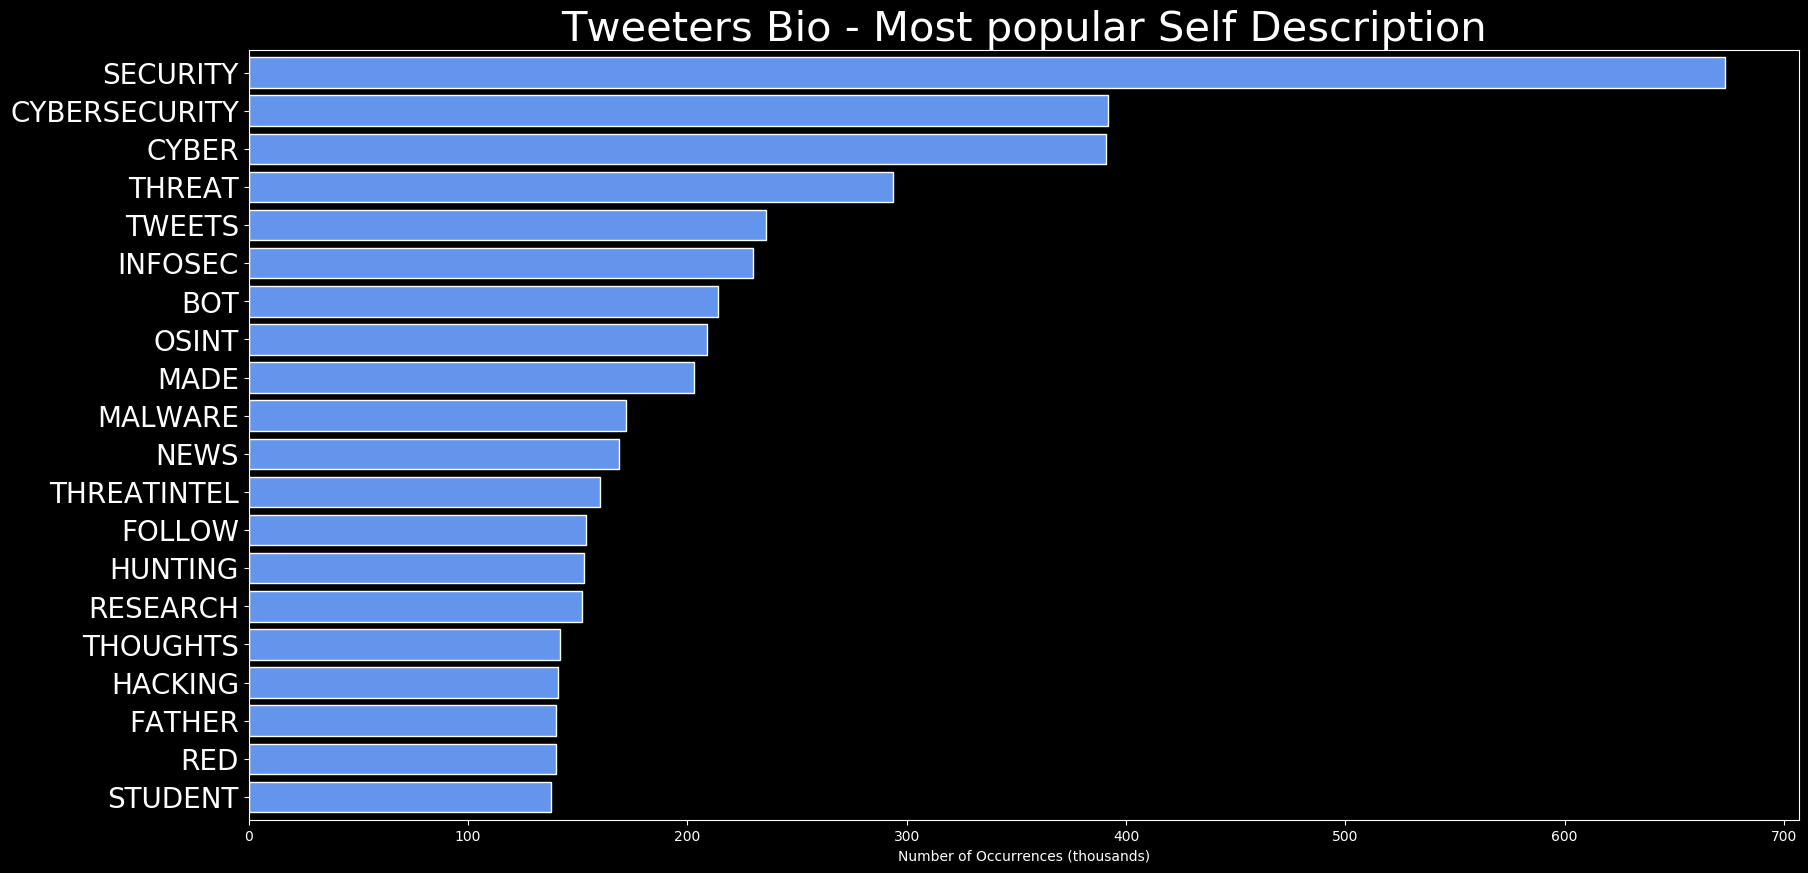 Tweeters Bio - Most popular Self Description
SECURITY
CYBERSECURITY
CYBER
THREAT
TWEETS
INFOSEC
BOT
OSINT
MADE
MALWARE
NEWS
THREATINTEL
FOLLOW
HUNTING
RESEARCH
THOUGHTS
HACKING
FATHER
RED
STUDENT
0 100 200 300 400 500 600 700
Number of Occurrences (thousands)